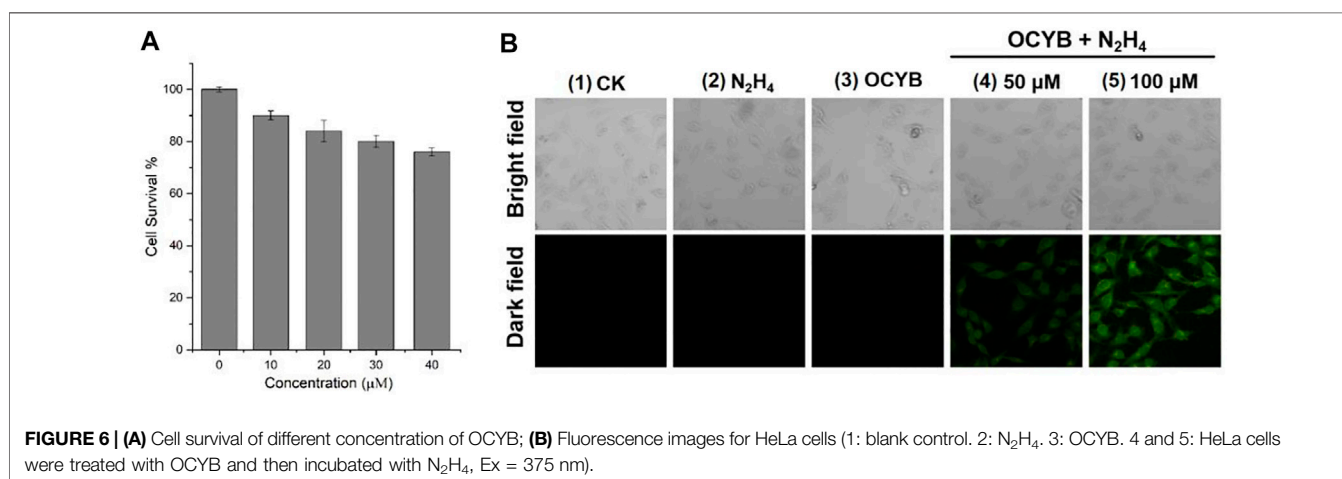 A
Cell Survival %
100
80
60
40
20
0
0 10 20 30 40
Concentration (μM)
B
OCYB + N₂H₄
(1) CK (2) N₂H₄ (3) OCYB (4) 50 μM (5) 100 μM
Bright field
Dark field
FIGURE 6 | (A) Cell survival of different concentration of OCYB; (B) Fluorescence images for HeLa cells (1: blank control. 2: N₂H₄. 3: OCYB. 4 and 5: HeLa cells
were treated with OCYB and then incubated with N₂H₄, Ex = 375 nm).